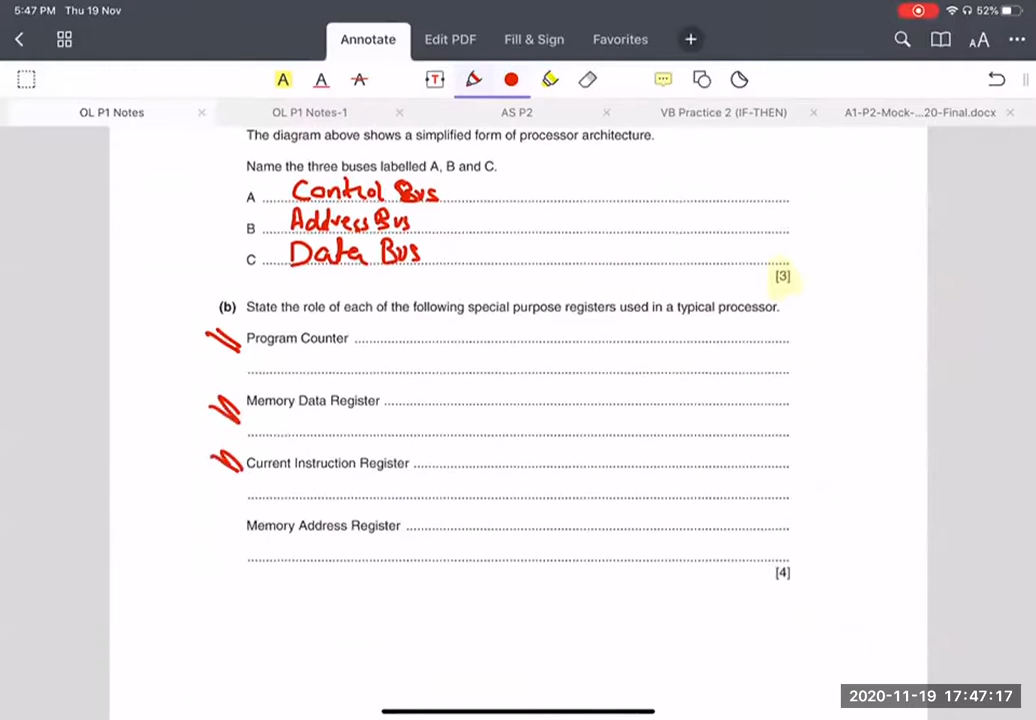 5:47 PM Thu 19 Nov 52%
Annotate Edit PDF Fill & Sign Favorites +
AA
A A A T
OL P1 Notes OL P1 Notes-1 AS P2 VB Practice 2 (IF-THEN) A1-P2-Mock-...20-Final.docx
The diagram above shows a simplified form of processor architecture.
Name the three buses labelled A, B and C.
A Control Bus
B Address Bus
C Data Bus
[3]
(b) State the role of each of the following special purpose registers used in a typical processor.
Program Counter
Memory Data Register
Current Instruction Register
Memory Address Register
[4]
2020-11-19 17:47:17